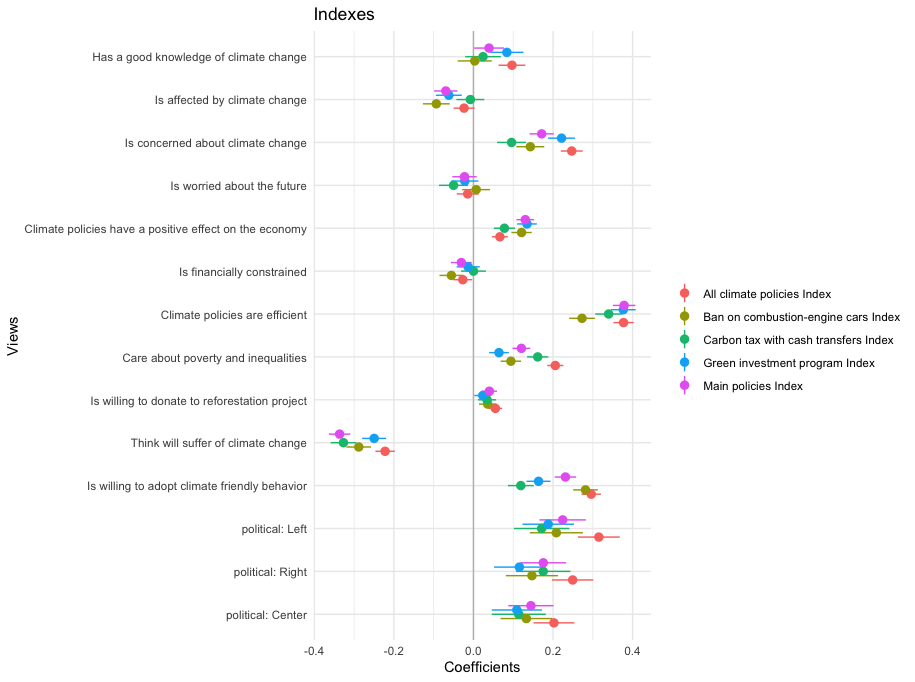 Indexes
Views
Has a good knowledge of climate change
Is affected by climate change
Is concerned about climate change
Is worried about the future
Climate policies have a positive effect on the economy
Is financially constrained
Climate policies are efficient
Care about poverty and inequalities
Is willing to donate to reforestation project
Think will suffer of climate change
Is willing to adopt climate friendly behavior
political: Left
political: Right
political: Center
-0.4 -0.2 0.0 0.2 0.4
Coefficients
All climate policies Index
Ban on combustion-engine cars Index
Carbon tax with cash transfers Index
Green investment program Index
Main policies Index